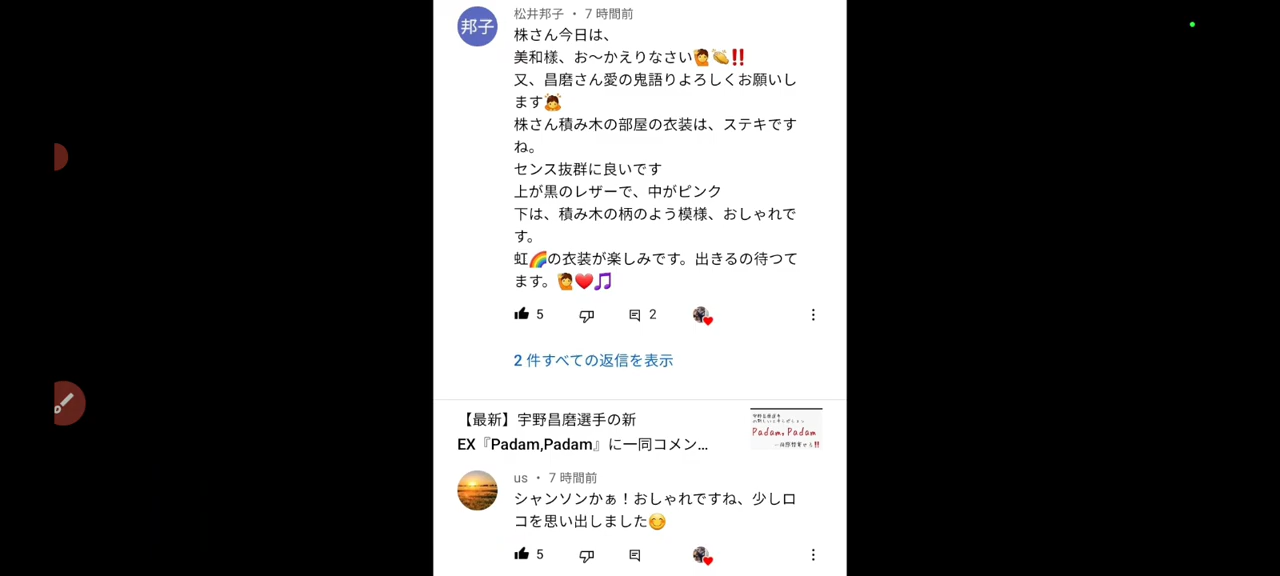 邦子
松井邦子 ・ 7 時間前
株さん今日は、
美和様、お〜かえりなさい🙋👏‼️
又、昌磨さん愛の鬼語りよろしくお願いし
ます🙇
株さん積み木の部屋の衣装は、ステキです
ね。
センス抜群に良いです
上が黒のレザーで、中がピンク
下は、積み木の柄のよう模様、おしゃれで
す。
虹🌈の衣装が楽しみです。出きるの待つて
ます。🙋❤️🎵
5
2
2 件すべての返信を表示
【最新】宇野昌磨選手の新
EX『Padam,Padam』に一同コメン...
宇野昌磨選手
Padam, Padam
us ・ 7 時間前
シャンソンかぁ！おしゃれですね、少しロ
コを思い出しました😊
5